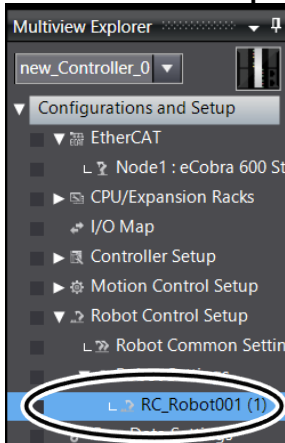 Multiview Explorer
new_Controller_0
Configurations and Setup
EtherCAT
Node1 : eCobra 600 St
CPU/Expansion Racks
I/O Map
Controller Setup
Motion Control Setup
Robot Control Setup
Robot Common Settin
RC_Robot001 (1)